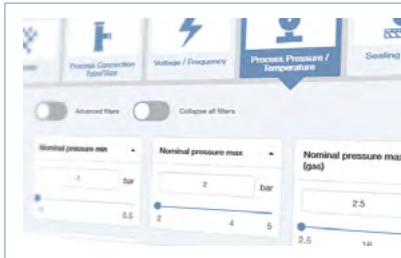 Process Connection
Type/Size
Voltage / Frequency
Process Pressure /
Temperature
Sealing
Advanced filters
Collapse all filters
Nominal pressure min
-1
bar
-1
0.5
Nominal pressure max
2
bar
2
4
5
Nominal pressure max
(gas)
2.5
2.5
16